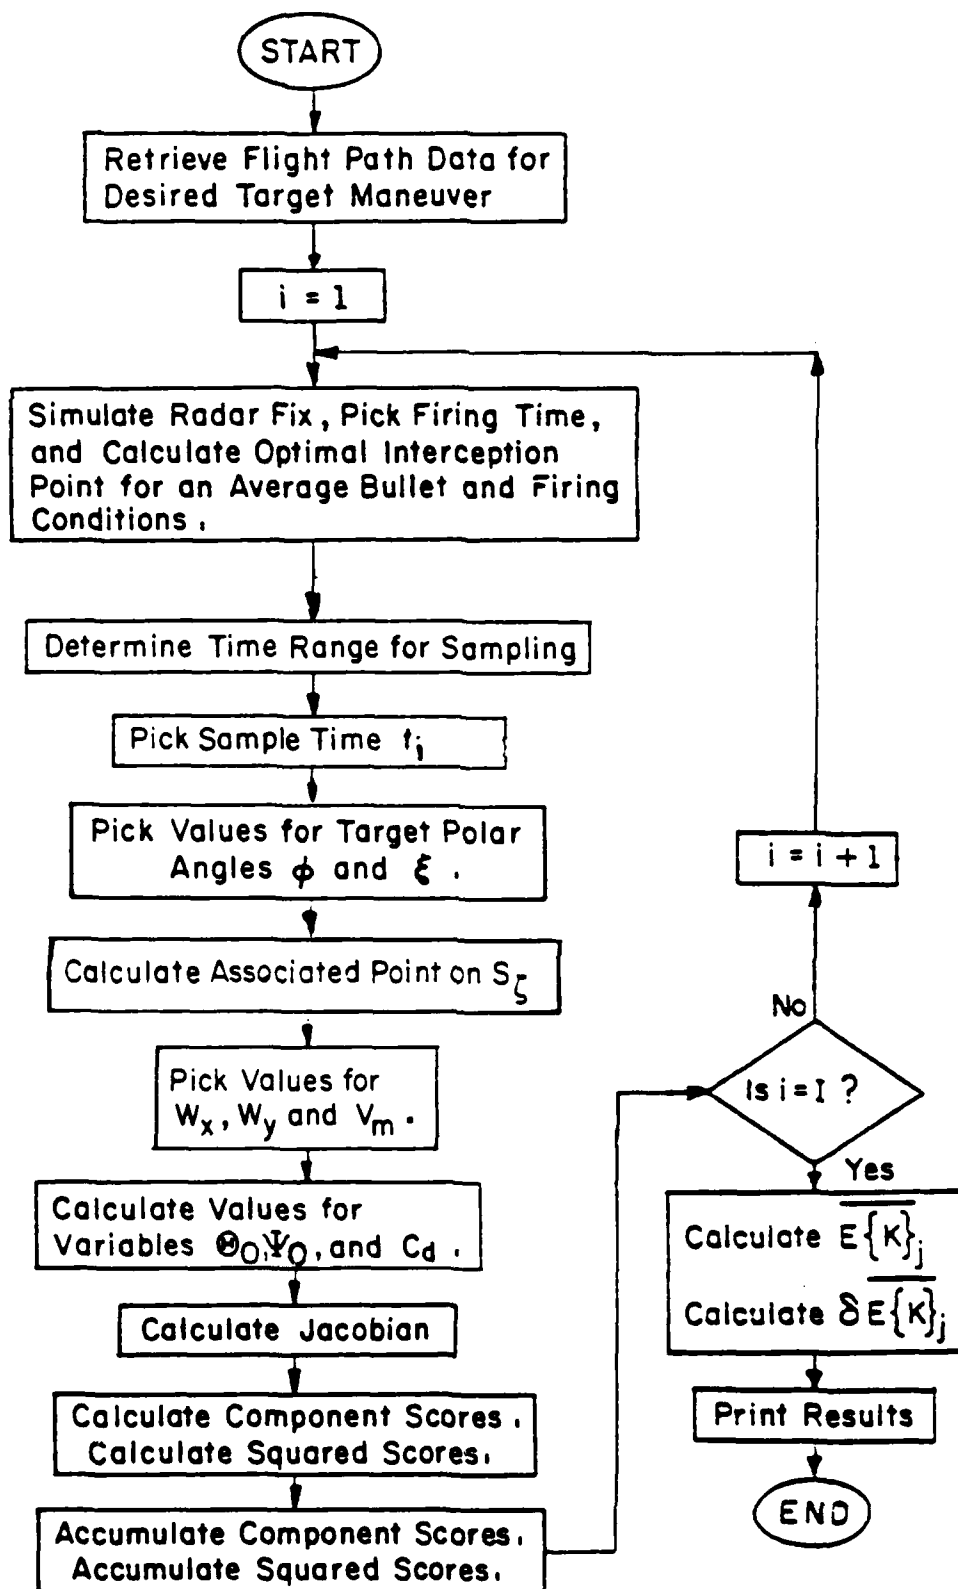 START
Retrieve Flight Path Data for
Desired Target Maneuver
i = 1
Simulate Radar Fix, Pick Firing Time,
and Calculate Optimal Interception
Point for an Average Bullet and Firing
Conditions.
Determine Time Range for Sampling
Pick Sample Time t_i
Pick Values for Target Polar
Angles ϕ and ξ.
Calculate Associated Point on S_ζ
Pick Values for
W_x, W_y and V_m.
Calculate Values for
Variables Θ_0, Ψ_0, and C_d.
Calculate Jacobian
Calculate Component Scores.
Calculate Squared Scores.
Accumulate Component Scores.
Accumulate Squared Scores.
i = i + 1
No
Is i = I ?
Yes
Calculate \overline{E{K}}_j
Calculate δ\overline{E{K}}_j
Print Results
END